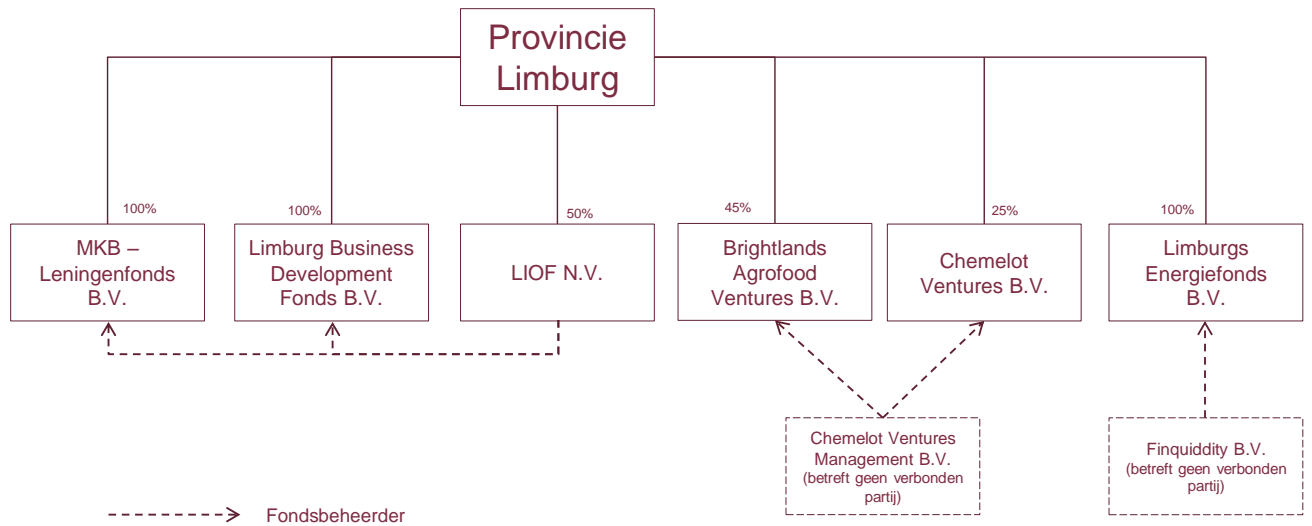 Provincie
Limburg
100%
100%
50%
45%
25%
100%
MKB –
Leningenfonds
B.V.
Limburg Business
Development
Fonds B.V.
LIOF N.V.
Brightlands
Agrofood
Ventures B.V.
Chemelot
Ventures B.V.
Limburgs
Energiefonds
B.V.
Chemelot Ventures
Management B.V.
(betreft geen verbonden
partij)
Finquiddity B.V.
(betreft geen verbonden
partij)
Fondsbeheerder